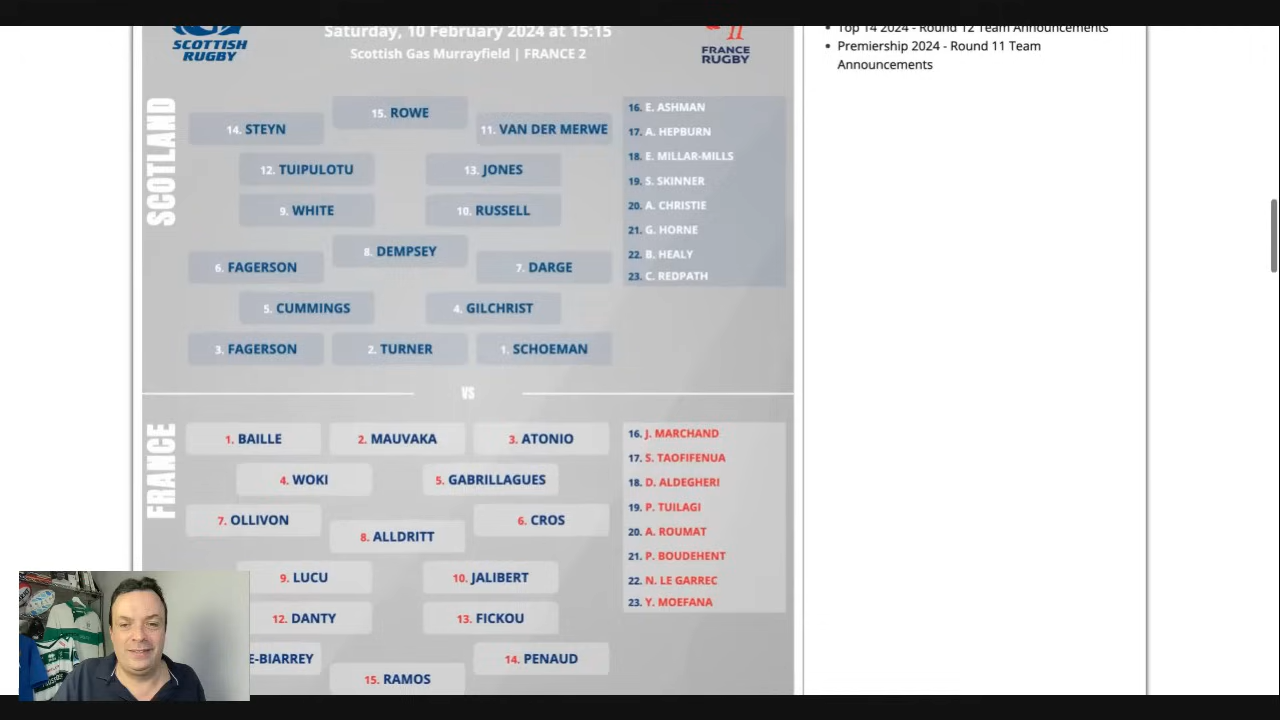 Saturday, 10 February 2024 at 15:15
Scottish Gas Murrayfield | FRANCE 2
SCOTTISH
RUGBY
FRANCE
RUGBY
Top 14 2024 - Round 12 Team Announcements
Premiership 2024 - Round 11 Team
Announcements
SCOTLAND
15. ROWE
14. STEYN
11. VAN DER MERWE
12. TUIPULOTU
13. JONES
9. WHITE
10. RUSSELL
8. DEMPSEY
6. FAGERSON
7. DARGE
5. CUMMINGS
4. GILCHRIST
3. FAGERSON
2. TURNER
1. SCHOEMAN
16. E. ASHMAN
17. A. HEPBURN
18. E. MILLAR-MILLS
19. S. SKINNER
20. A. CHRISTIE
21. G. HORNE
22. B. HEALY
23. C. REDPATH
VS
FRANCE
1. BAILLE
2. MAUVAKA
3. ATONIO
4. WOKI
5. GABRILLAGUES
7. OLLIVON
6. CROS
8. ALLDRITT
9. LUCU
10. JALIBERT
12. DANTY
13. FICKOU
E-BIARREY
14. PENAUD
15. RAMOS
16. J. MARCHAND
17. S. TAOFIFENUA
18. D. ALDEGHERI
19. P. TUILAGI
20. A. ROUMAT
21. P. BOUDEHENT
22. N. LE GARREC
23. Y. MOEFANA